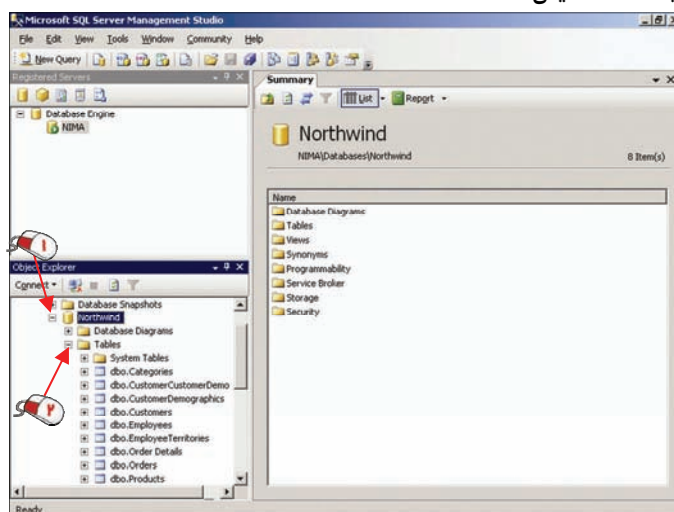 Microsoft SQL Server Management Studio
File Edit View Tools Window Community Help
New Query
Registered Servers
Database Engine
NIMA
Summary
List Report
Northwind
NIMA\Databases\Northwind 8 Item(s)
Name
Database Diagrams
Tables
Views
Synonyms
Programmability
Service Broker
Storage
Security
۱
Object Explorer
Connect
Database Snapshots
Northwind
Database Diagrams
Tables
System Tables
dbo.Categories
dbo.CustomerCustomerDemo
dbo.CustomerDemographics
dbo.Customers
dbo.Employees
dbo.EmployeeTerritories
dbo.Order Details
dbo.Orders
dbo.Products
۲
Ready